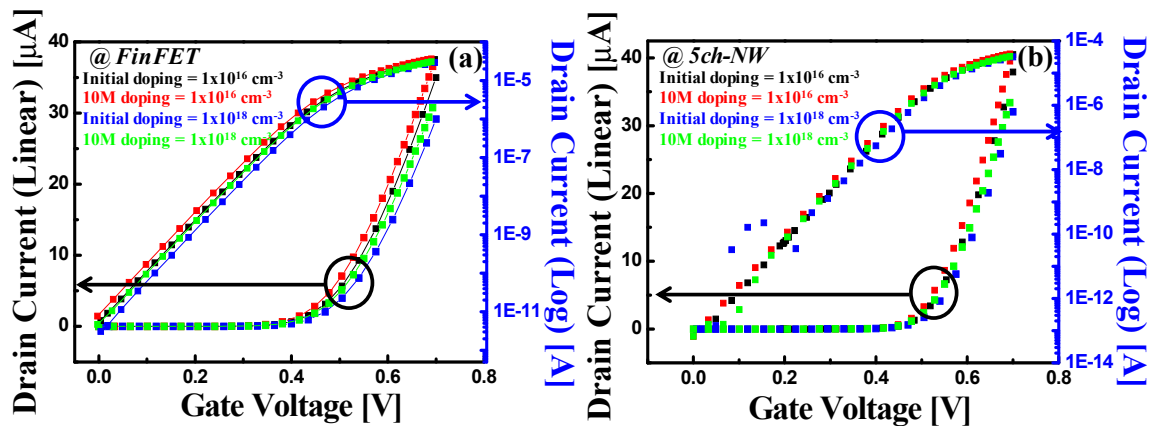 Drain Current (Linear) [μA]
40
30
20
10
0
@ FinFET
(a)
Initial doping = 1x10¹⁶ cm⁻³
10M doping = 1x10¹⁶ cm⁻³
Initial doping = 1x10¹⁸ cm⁻³
10M doping = 1x10¹⁸ cm⁻³
1E-5
1E-7
1E-9
1E-11
Drain Current (Log) [A]
0.0 0.2 0.4 0.6 0.8
Gate Voltage [V]
Drain Current (Linear) [μA]
40
30
20
10
0
@ 5ch-NW
(b)
Initial doping = 1x10¹⁶ cm⁻³
10M doping = 1x10¹⁶ cm⁻³
Initial doping = 1x10¹⁸ cm⁻³
10M doping = 1x10¹⁸ cm⁻³
1E-4
1E-6
1E-8
1E-10
1E-12
1E-14
Drain Current (Log) [A]
0.0 0.2 0.4 0.6 0.8
Gate Voltage [V]